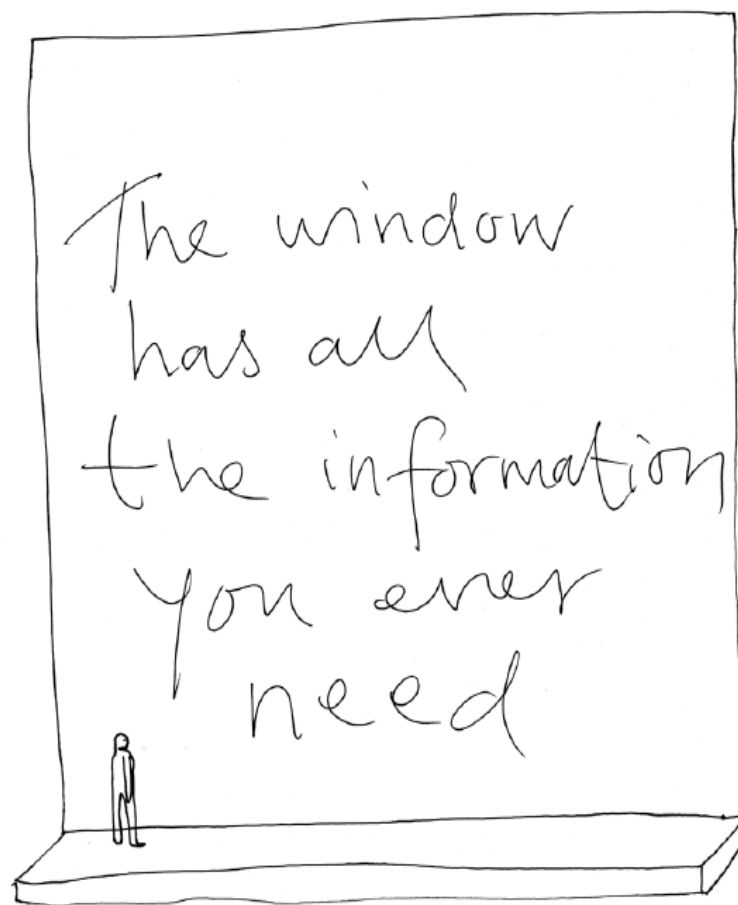 The window
has all
the information
you ever
need